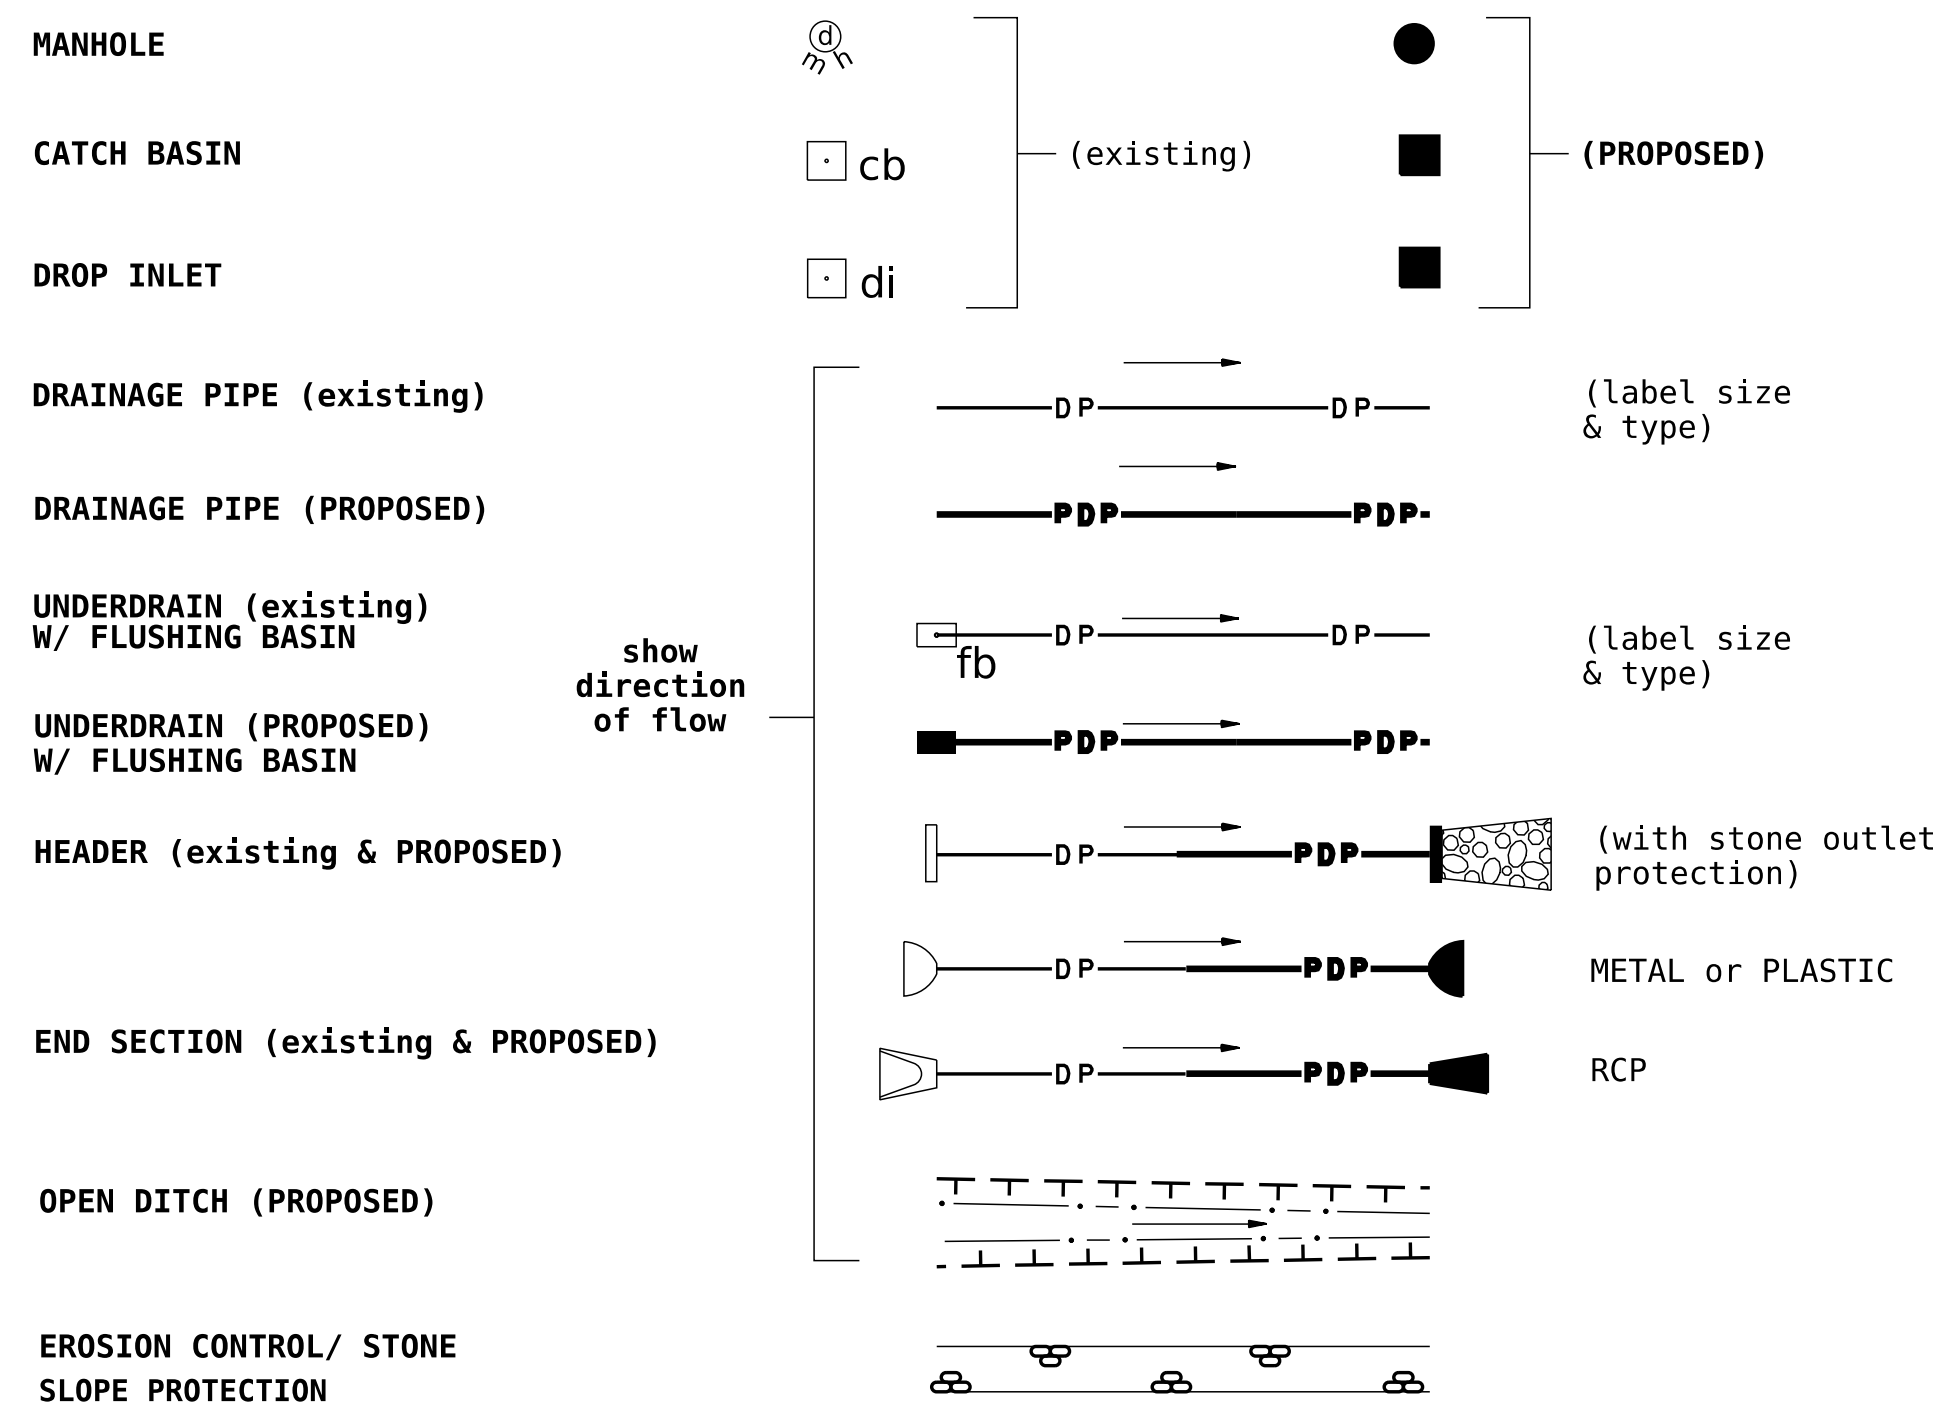 MANHOLE
d
m h
CATCH BASIN
cb
(existing)
(PROPOSED)
DROP INLET
di
DRAINAGE PIPE (existing)
DP DP
(label size
& type)
DRAINAGE PIPE (PROPOSED)
PDP PDP
UNDERDRAIN (existing)
W/ FLUSHING BASIN
fb
DP DP
(label size
& type)
show
direction
of flow
UNDERDRAIN (PROPOSED)
W/ FLUSHING BASIN
PDP PDP
HEADER (existing & PROPOSED)
DP PDP
(with stone outlet
protection)
DP PDP
METAL or PLASTIC
END SECTION (existing & PROPOSED)
DP PDP
RCP
OPEN DITCH (PROPOSED)
EROSION CONTROL/ STONE
SLOPE PROTECTION